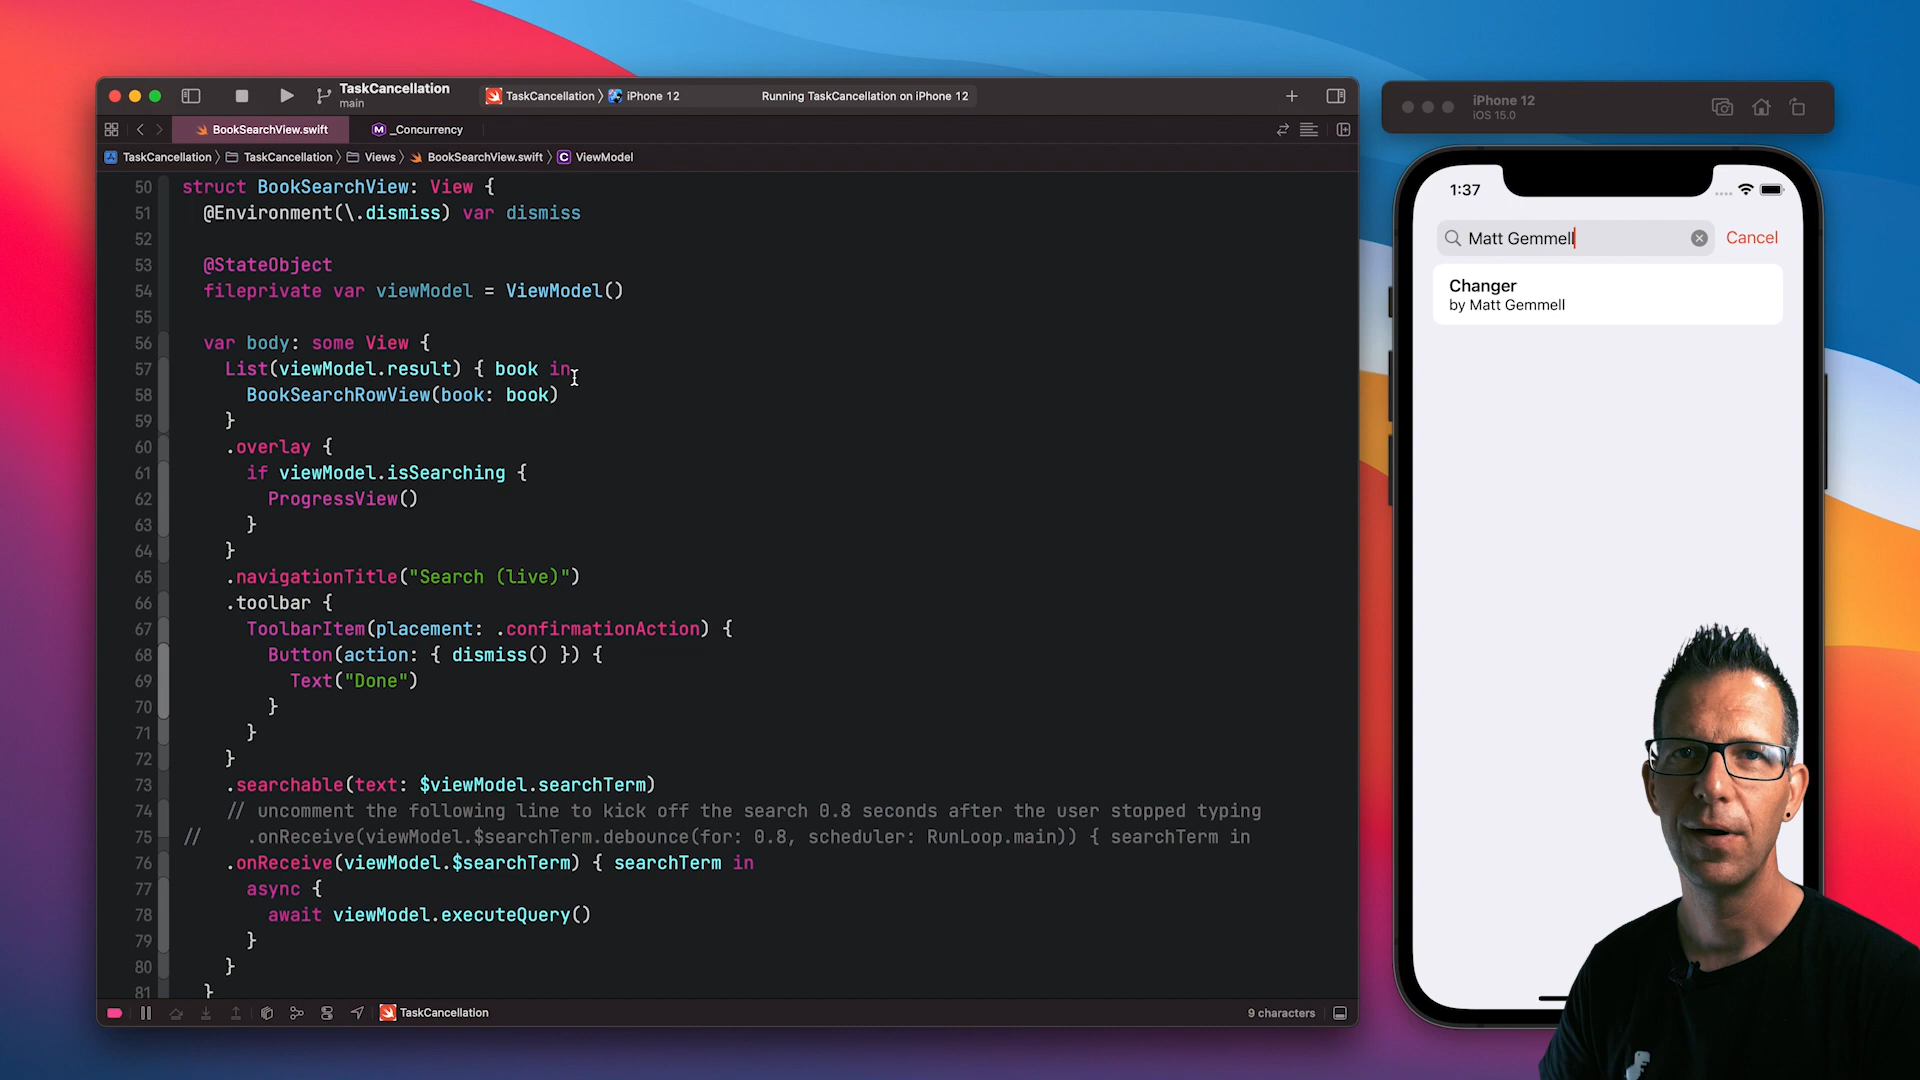 TaskCancellation
main
TaskCancellation 〉 iPhone 12
Running TaskCancellation on iPhone 12
BookSearchView.swift
M _Concurrency
TaskCancellation 〉 TaskCancellation 〉 Views 〉 BookSearchView.swift 〉 C ViewModel
50 struct BookSearchView: View {
51 @Environment(\.dismiss) var dismiss
52
53 @StateObject
54 fileprivate var viewModel = ViewModel()
55
56 var body: some View {
57 List(viewModel.result) { book in
58 BookSearchRowView(book: book)
59 }
60 .overlay {
61 if viewModel.isSearching {
62 ProgressView()
63 }
64 }
65 .navigationTitle("Search (live)")
66 .toolbar {
67 ToolbarItem(placement: .confirmationAction) {
68 Button(action: { dismiss() }) {
69 Text("Done")
70 }
71 }
72 }
73 .searchable(text: $viewModel.searchTerm)
74 // uncomment the following line to kick off the search 0.8 seconds after the user stopped typing
75 // .onReceive(viewModel.$searchTerm.debounce(for: 0.8, scheduler: RunLoop.main)) { searchTerm in
76 .onReceive(viewModel.$searchTerm) { searchTerm in
77 async {
78 await viewModel.executeQuery()
79 }
80 }
81 }
TaskCancellation
9 characters
iPhone 12
iOS 15.0
1:37
Matt Gemmell
Cancel
Changer
by Matt Gemmell